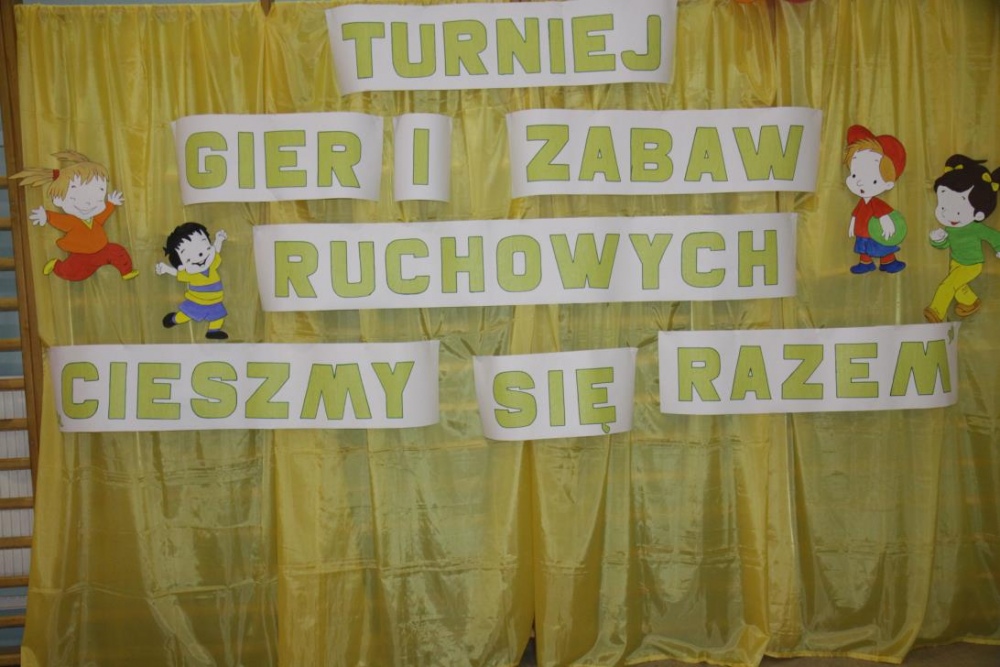 TURNIEJ
GIER I ZABAW
RUCHOWYCH
CIESZMY SIĘ RAZEM"